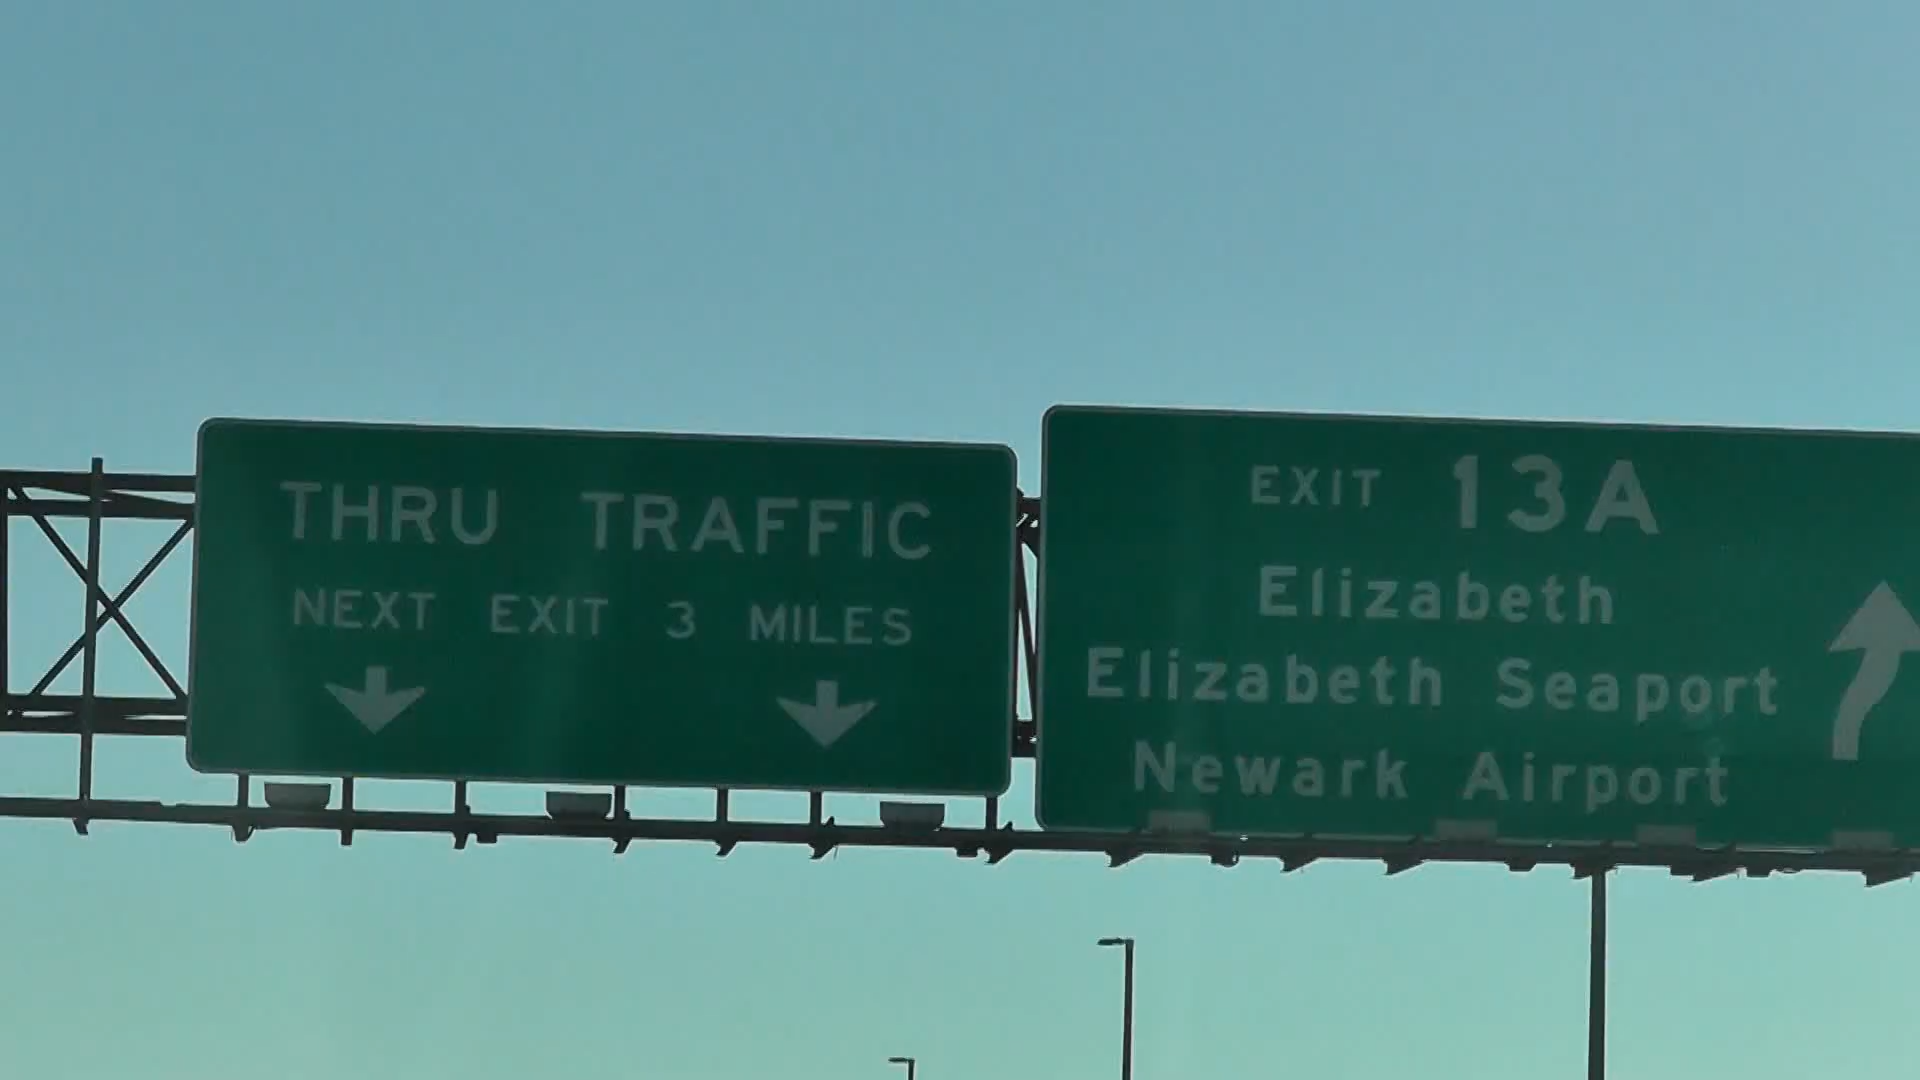 THRU TRAFFIC
NEXT EXIT 3 MILES
EXIT 13A
Elizabeth
Elizabeth Seaport
Newark Airport